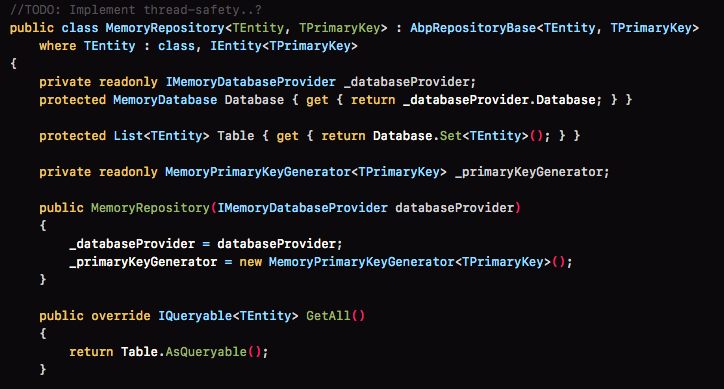 //TODO: Implement thread-safety..?
public class MemoryRepository<TEntity, TPrimaryKey> : AbpRepositoryBase<TEntity, TPrimaryKey>
    where TEntity : class, IEntity<TPrimaryKey>
{
    private readonly IMemoryDatabaseProvider _databaseProvider;
    protected MemoryDatabase Database { get { return _databaseProvider.Database; } }

    protected List<TEntity> Table { get { return Database.Set<TEntity>(); } }

    private readonly MemoryPrimaryKeyGenerator<TPrimaryKey> _primaryKeyGenerator;

    public MemoryRepository(IMemoryDatabaseProvider databaseProvider)
    {
        _databaseProvider = databaseProvider;
        _primaryKeyGenerator = new MemoryPrimaryKeyGenerator<TPrimaryKey>();
    }

    public override IQueryable<TEntity> GetAll()
    {
        return Table.AsQueryable();
    }